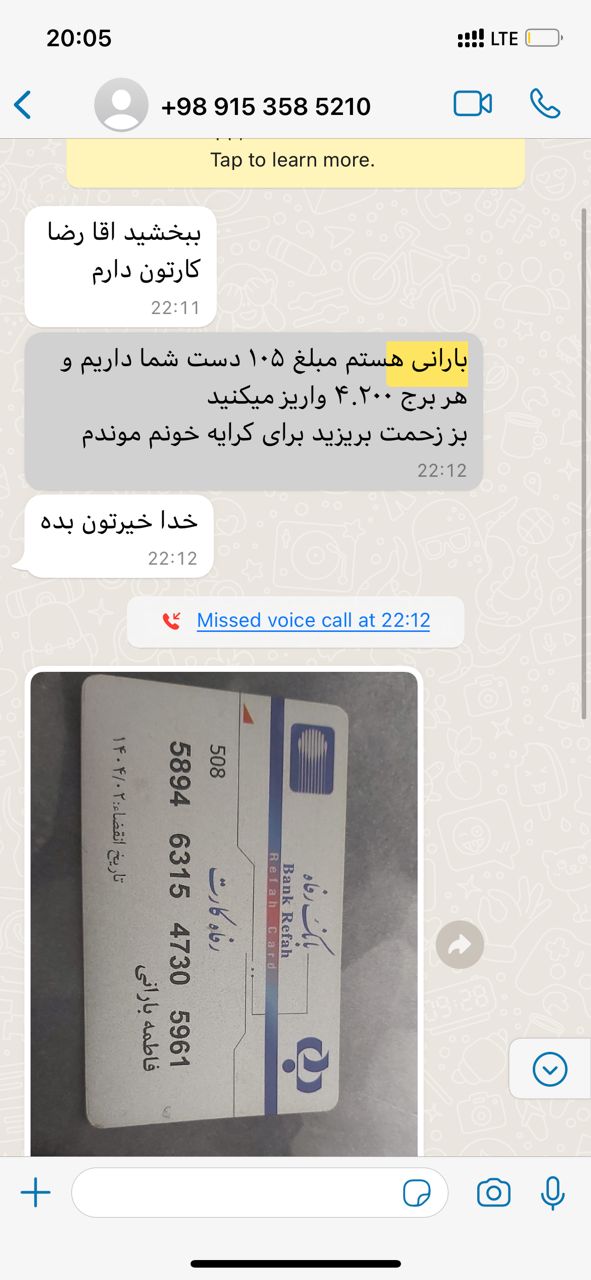 20:05
LTE
+98 915 358 5210
Tap to learn more.
ببخشید اقا رضا
کارتون دارم
22:11
بارانی هستم مبلغ ۱۰۵ دست شما داریم و
هر برج ۴.۲۰۰ واریز میکنید
بز زحمت بریزید برای کرایه خونم موندم
22:12
خدا خیرتون بده
22:12
Missed voice call at 22:12
بانک رفاه
Bank Refah
Refah Card
رفاه کارت
508
5894 6315 4730 5961
فاطمه بارانی
تاریخ انقضاء: ۱۴۰۴/۰۲